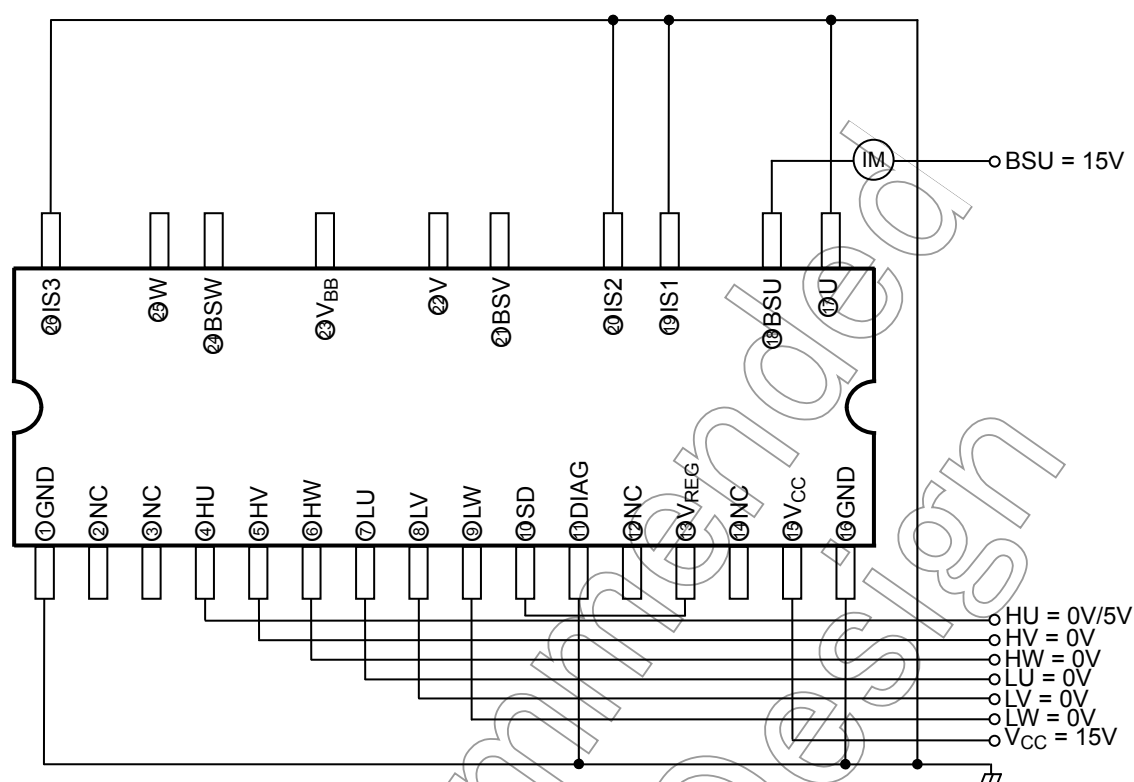 IM
BSU = 15V
㉖IS3
㉕W
㉔BSW
㉓VBB
㉒V
㉑BSV
⑳IS2
⑲IS1
⑱BSU
⑰U
①GND
②NC
③NC
④HU
⑤HV
⑥HW
⑦LU
⑧LV
⑨LW
⑩SD
⑪DIAG
⑫NC
⑬VREG
⑭NC
⑮VCC
⑯GND
HU = 0V/5V
HV = 0V
HW = 0V
LU = 0V
LV = 0V
LW = 0V
VCC = 15V